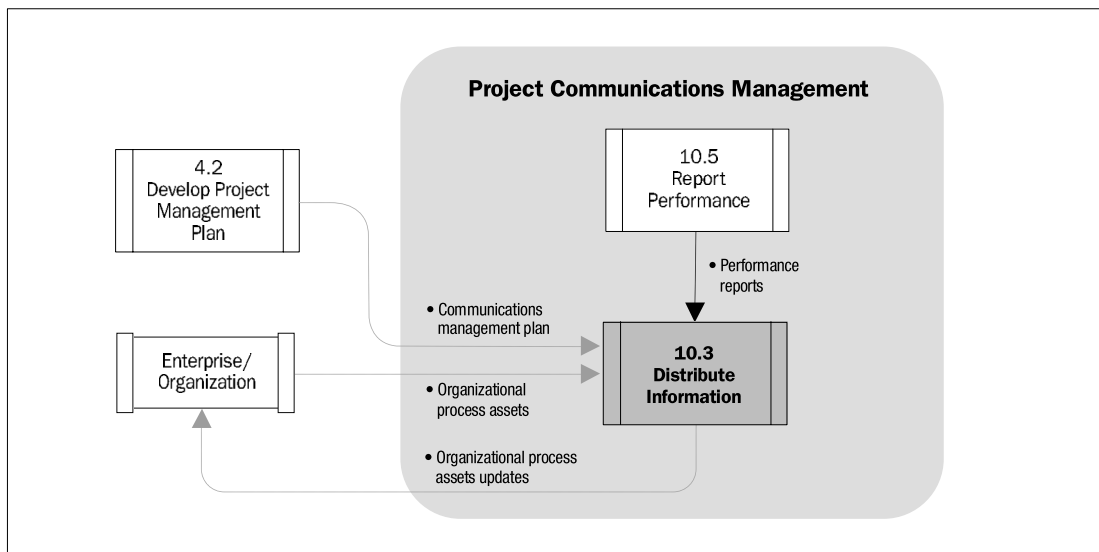 Project Communications Management
4.2
Develop Project
Management
Plan
10.5
Report
Performance
• Performance
reports
• Communications
management plan
Enterprise/
Organization
10.3
Distribute
Information
• Organizational
process assets
• Organizational process
assets updates